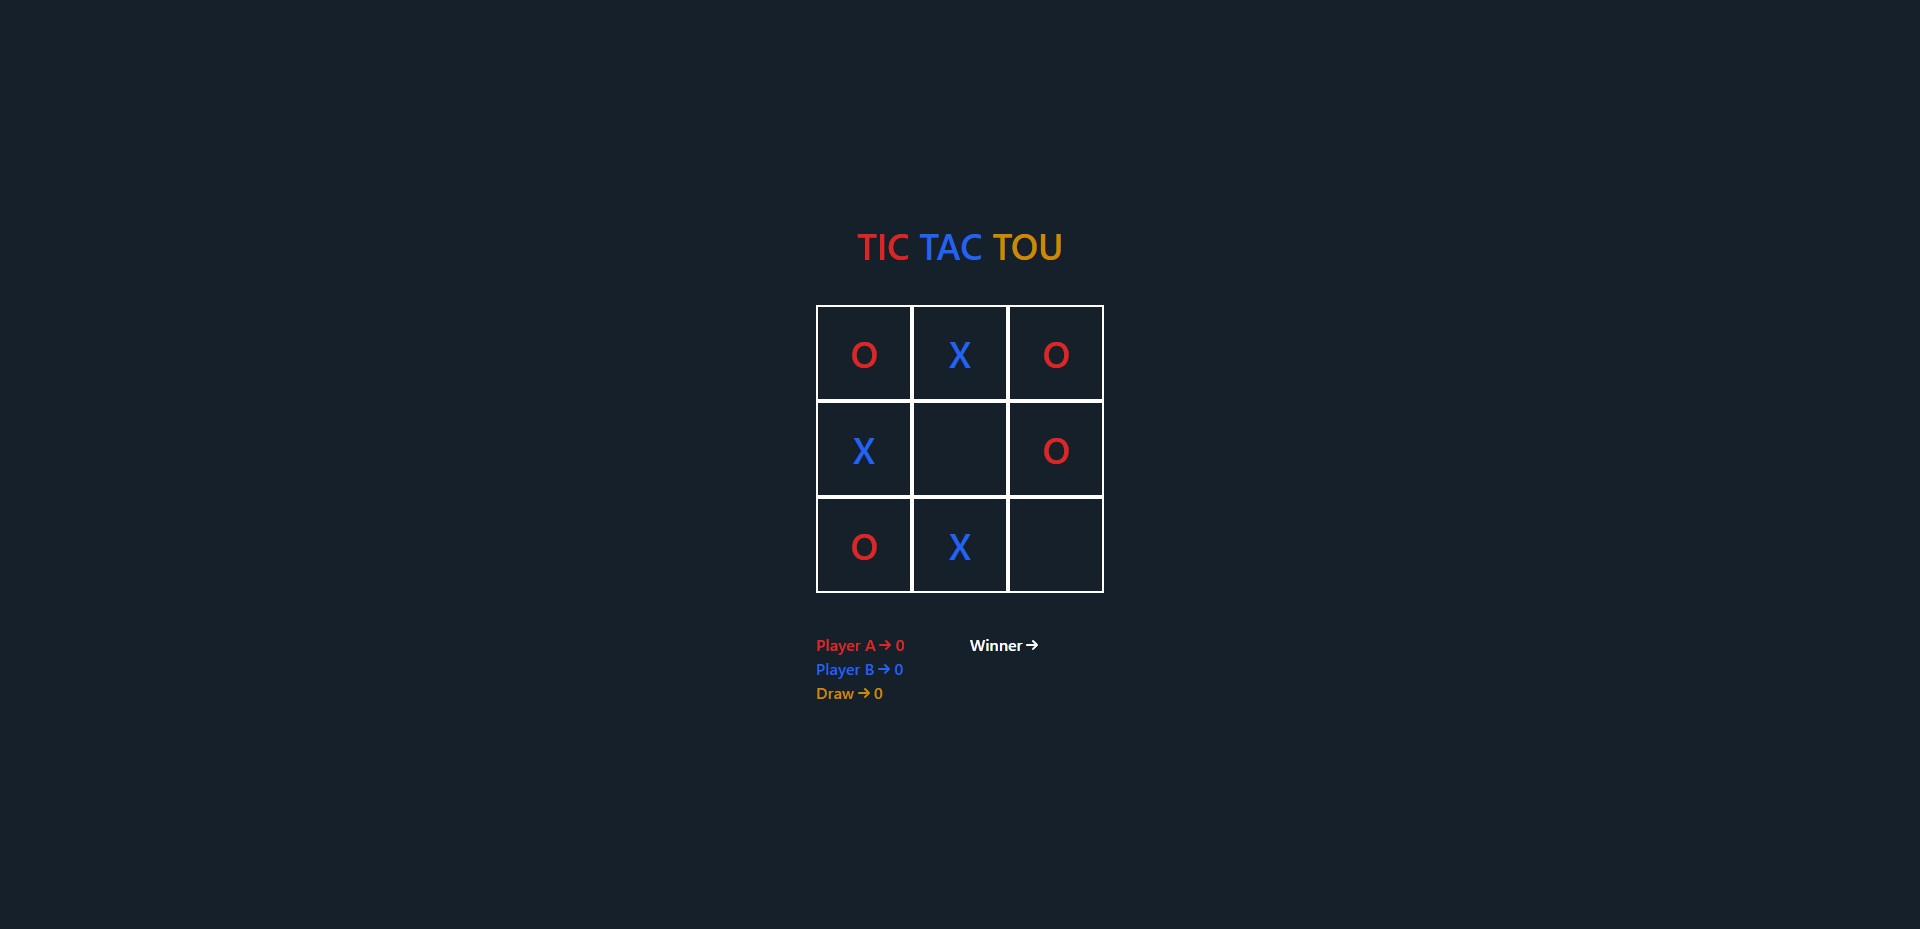 TIC TAC TOU
O X O
X O
O X
Player A → 0 Winner →
Player B → 0
Draw → 0